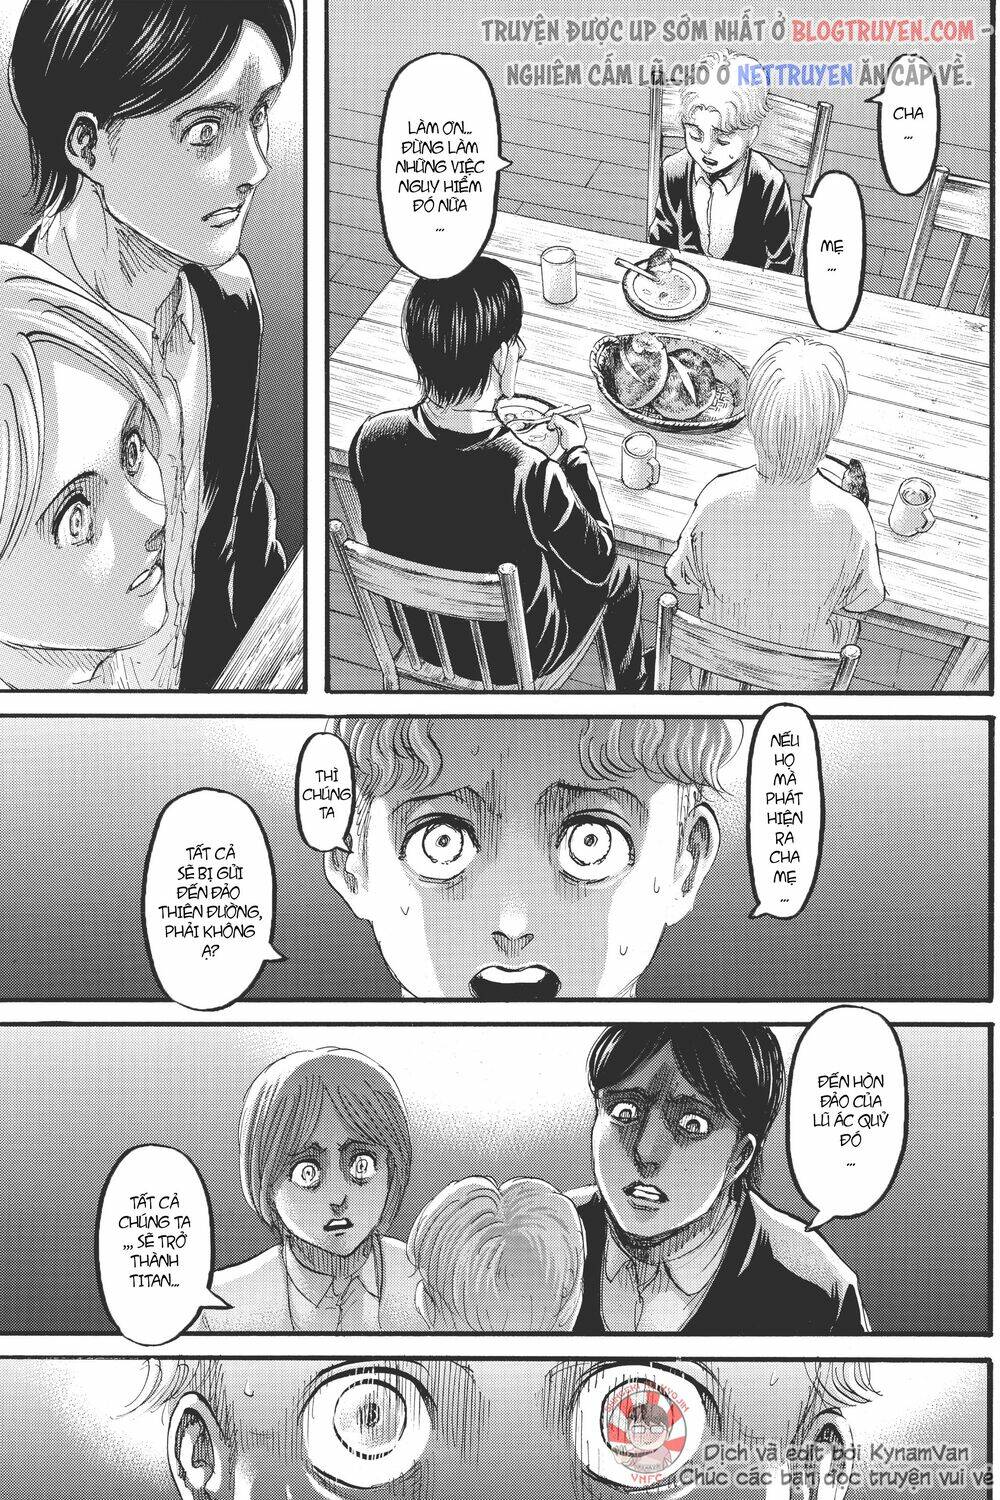 TRUYỆN ĐƯỢC UP SỚM NHẤT Ở BLOGTRUYEN.COM -
NGHIÊM CẤM LŨ CHÓ Ở NETTRUYEN ĂN CẮP VỀ.
CHA
...
MẸ
...
LÀM ƠN...
ĐỪNG LÀM
NHỮNG VIỆC
NGUY HIỂM
ĐÓ NỮA
...
NẾU
HỌ
MÀ
PHÁT
HIỆN
RA
CHA
MẸ
...
THÌ
CHÚNG
TA
TẤT CẢ
SẼ BỊ GỬI
ĐẾN ĐẢO
THIÊN ĐƯỜNG,
PHẢI KHÔNG
Ạ?
ĐẾN HÒN
ĐẢO CỦA
LŨ ÁC QUỶ
ĐÓ
...
TẤT CẢ
CHÚNG TA
,,, SẼ TRỞ
THÀNH
TITAN...
VNFC
Dịch và edit bởi KynamVan
Chúc các bạn đọc truyện vui vẻ